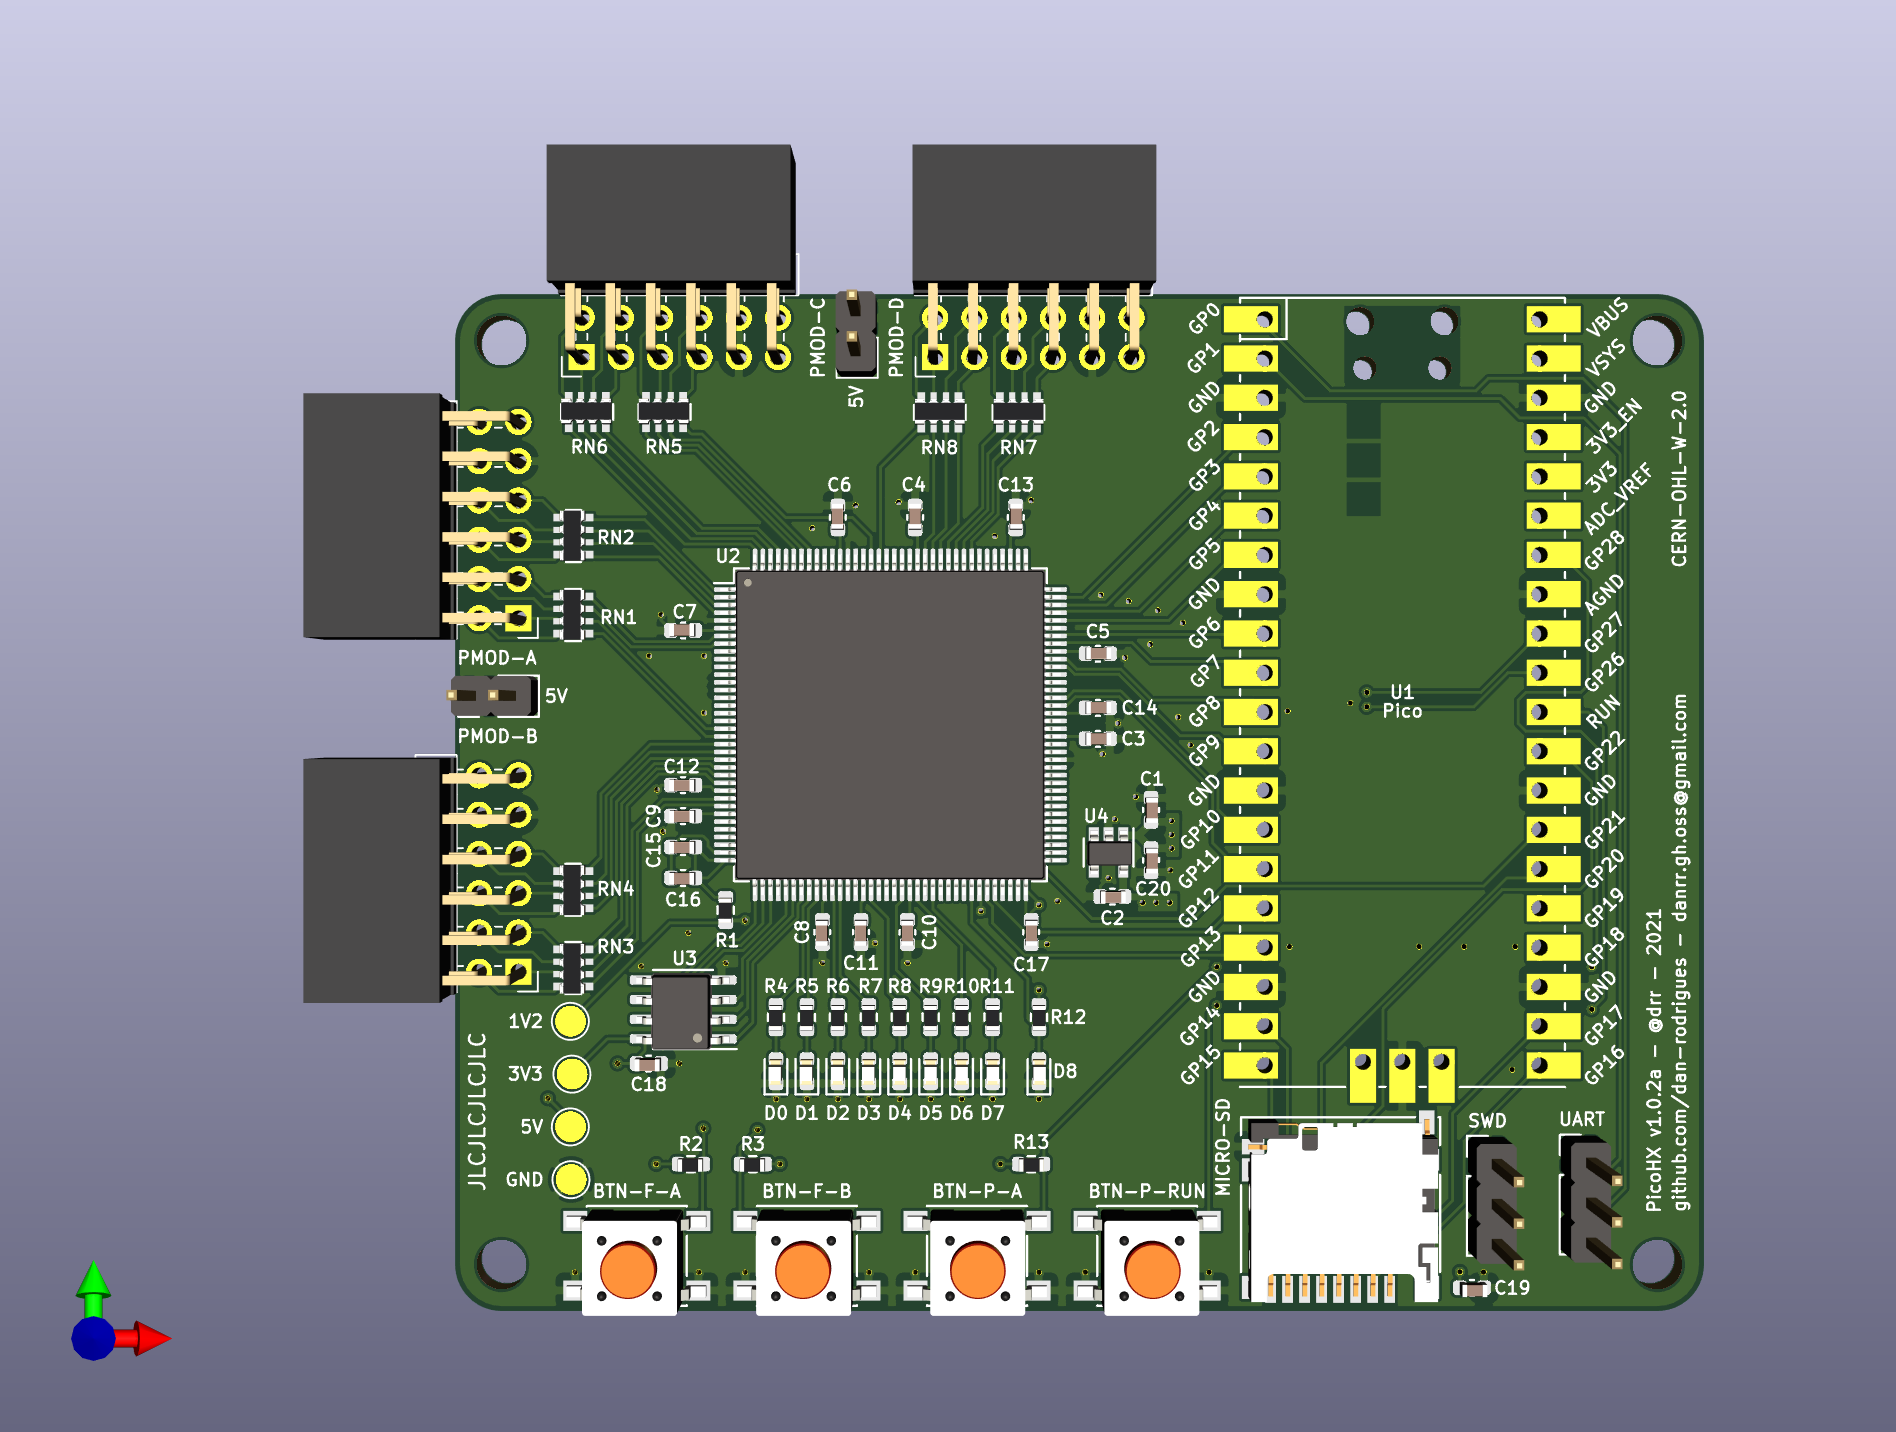 PMOD-C
5V
PMOD-D
RN6
RN5
RN8
RN7
C6
C4
C13
U2
RN2
RN1
C7
PMOD-A
5V
PMOD-B
C5
C14
C3
C12
C9
C15
C16
C1
U4
C20
C2
RN4
RN3
R1
C8
C11
C10
C17
U3
C18
R4
R5
R6
R7
R8
R9
R10
R11
R12
D8
D0
D1
D2
D3
D4
D5
D6
D7
1V2
3V3
5V
GND
JLCJLCJLCJLC
R2
R3
R13
BTN-F-A
BTN-F-B
BTN-P-A
BTN-P-RUN
GP0
GP1
GND
GP2
GP3
GP4
GP5
GND
GP6
GP7
GP8
GP9
GND
GP10
GP11
GP12
GP13
GND
GP14
GP15
U1
Pico
VBUS
VSYS
GND
3V3_EN
3V3
ADC_VREF
GP28
AGND
GP27
GP26
RUN
GP22
GND
GP21
GP20
GP19
GP18
GND
GP17
GP16
MICRO-SD
SWD
UART
C19
CERN-OHL-W-2.0
PicoHX v1.0.2a - @drr - 2021
github.com/dan-rodrigues - danrr.gh.oss@gmail.com